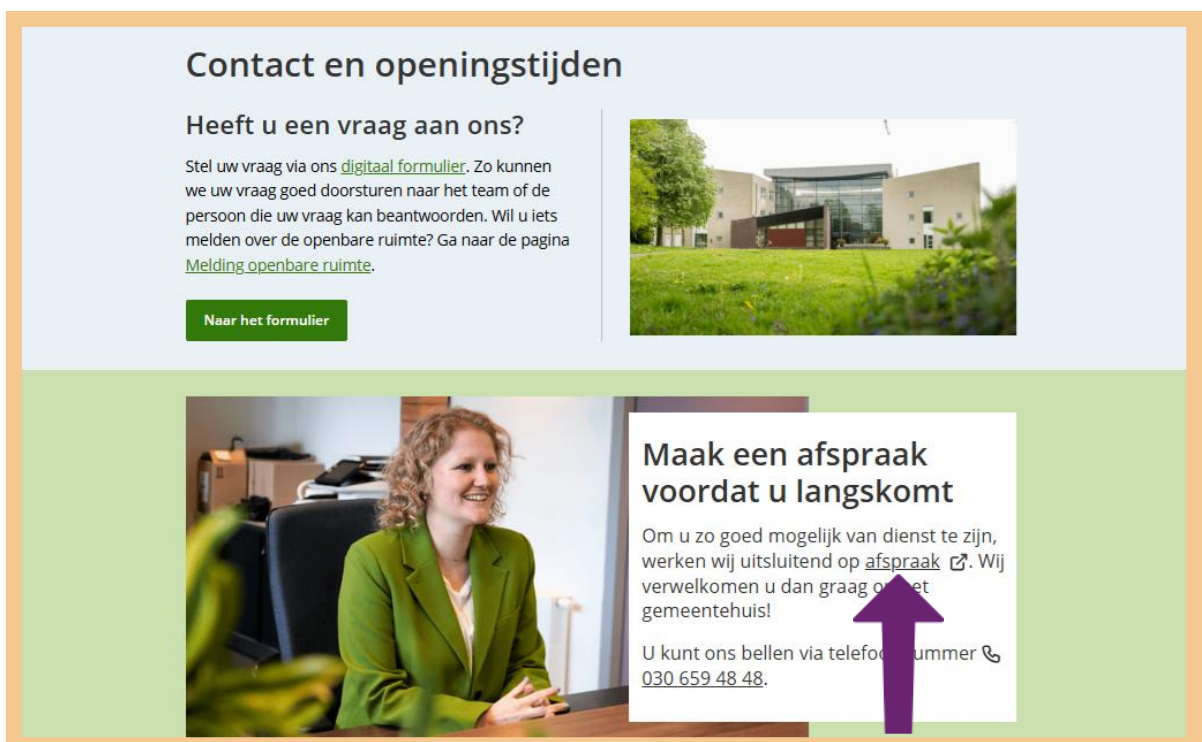 Contact en openingstijden
Heeft u een vraag aan ons?
Stel uw vraag via ons digitaal formulier. Zo kunnen
we uw vraag goed doorsturen naar het team of de
persoon die uw vraag kan beantwoorden. Wil u iets
melden over de openbare ruimte? Ga naar de pagina
Melding openbare ruimte.
Naar het formulier
Maak een afspraak
voordat u langskomt
Om u zo goed mogelijk van dienst te zijn,
werken wij uitsluitend op afspraak. Wij
verwelkomen u dan graag
gemeentehuis!
U kunt ons bellen via
030 659 48 48.